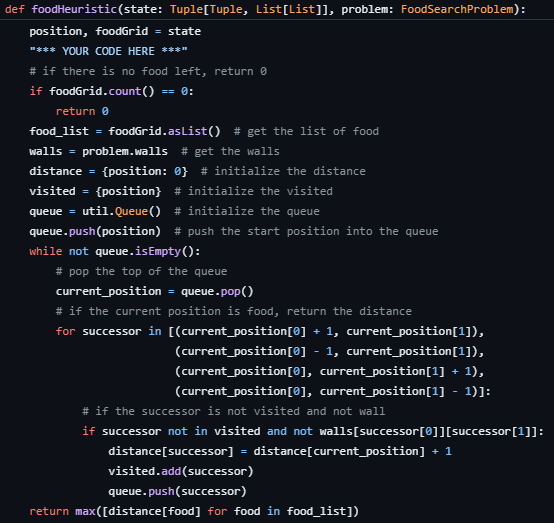 def foodHeuristic(state: Tuple[Tuple, List[List]], problem: FoodSearchProblem):
    position, foodGrid = state
    "*** YOUR CODE HERE ***"
    # if there is no food left, return 0
    if foodGrid.count() == 0:
        return 0
    food_list = foodGrid.asList()  # get the list of food
    walls = problem.walls  # get the walls
    distance = {position: 0}  # initialize the distance
    visited = {position}  # initialize the visited
    queue = util.Queue()  # initialize the queue
    queue.push(position)  # push the start position into the queue
    while not queue.isEmpty():
        # pop the top of the queue
        current_position = queue.pop()
        # if the current position is food, return the distance
        for successor in [(current_position[0] + 1, current_position[1]),
                          (current_position[0] - 1, current_position[1]),
                          (current_position[0], current_position[1] + 1),
                          (current_position[0], current_position[1] - 1)]:
            # if the successor is not visited and not wall
            if successor not in visited and not walls[successor[0]][successor[1]]:
                distance[successor] = distance[current_position] + 1
                visited.add(successor)
                queue.push(successor)
    return max([distance[food] for food in food_list])